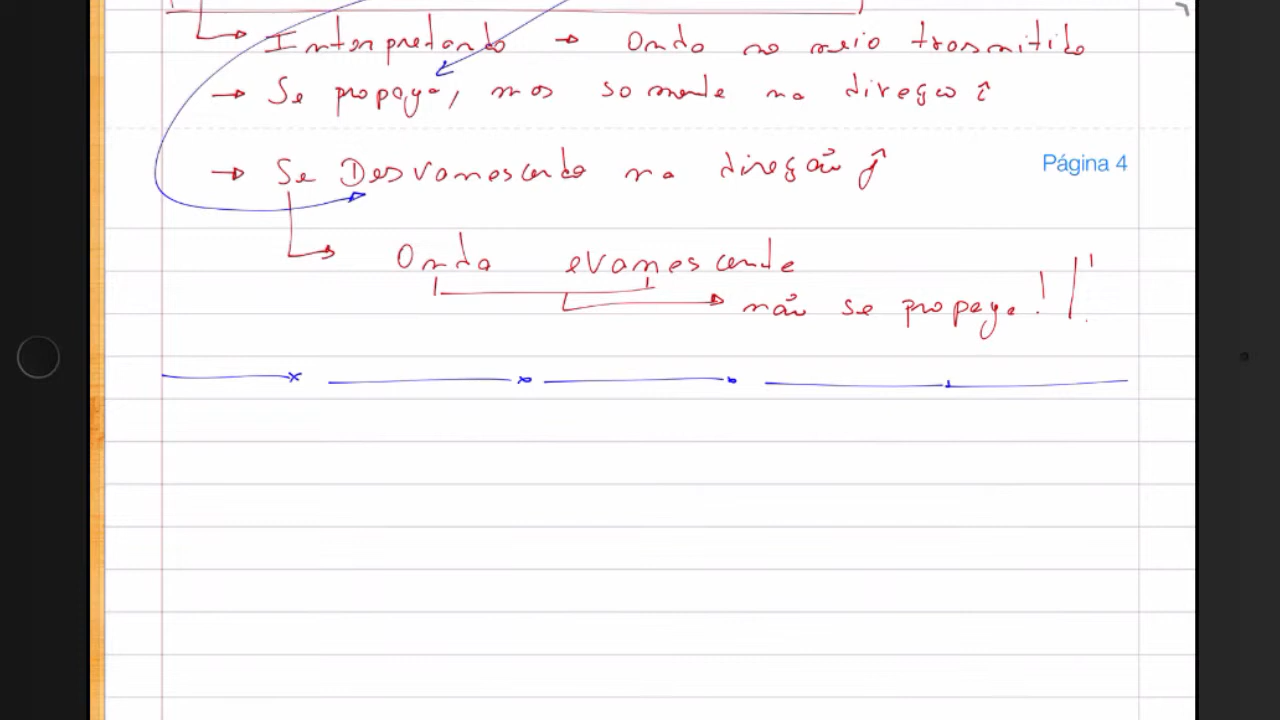 ↳ Interpretando → Onda no meio trasmitido
→ Se propaga, mas somente na direção î
→ Se Desvanescendo na direção ĵ
Página 4
↳ Onda evanescente
não se propaga!!!